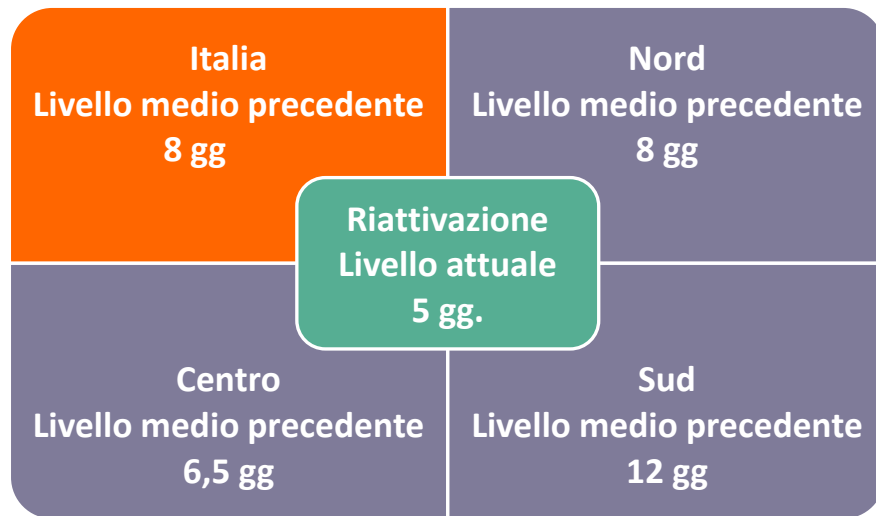 Italia
Livello medio precedente
8 gg
Nord
Livello medio precedente
8 gg
Riattivazione
Livello attuale
5 gg.
Centro
Livello medio precedente
6,5 gg
Sud
Livello medio precedente
12 gg